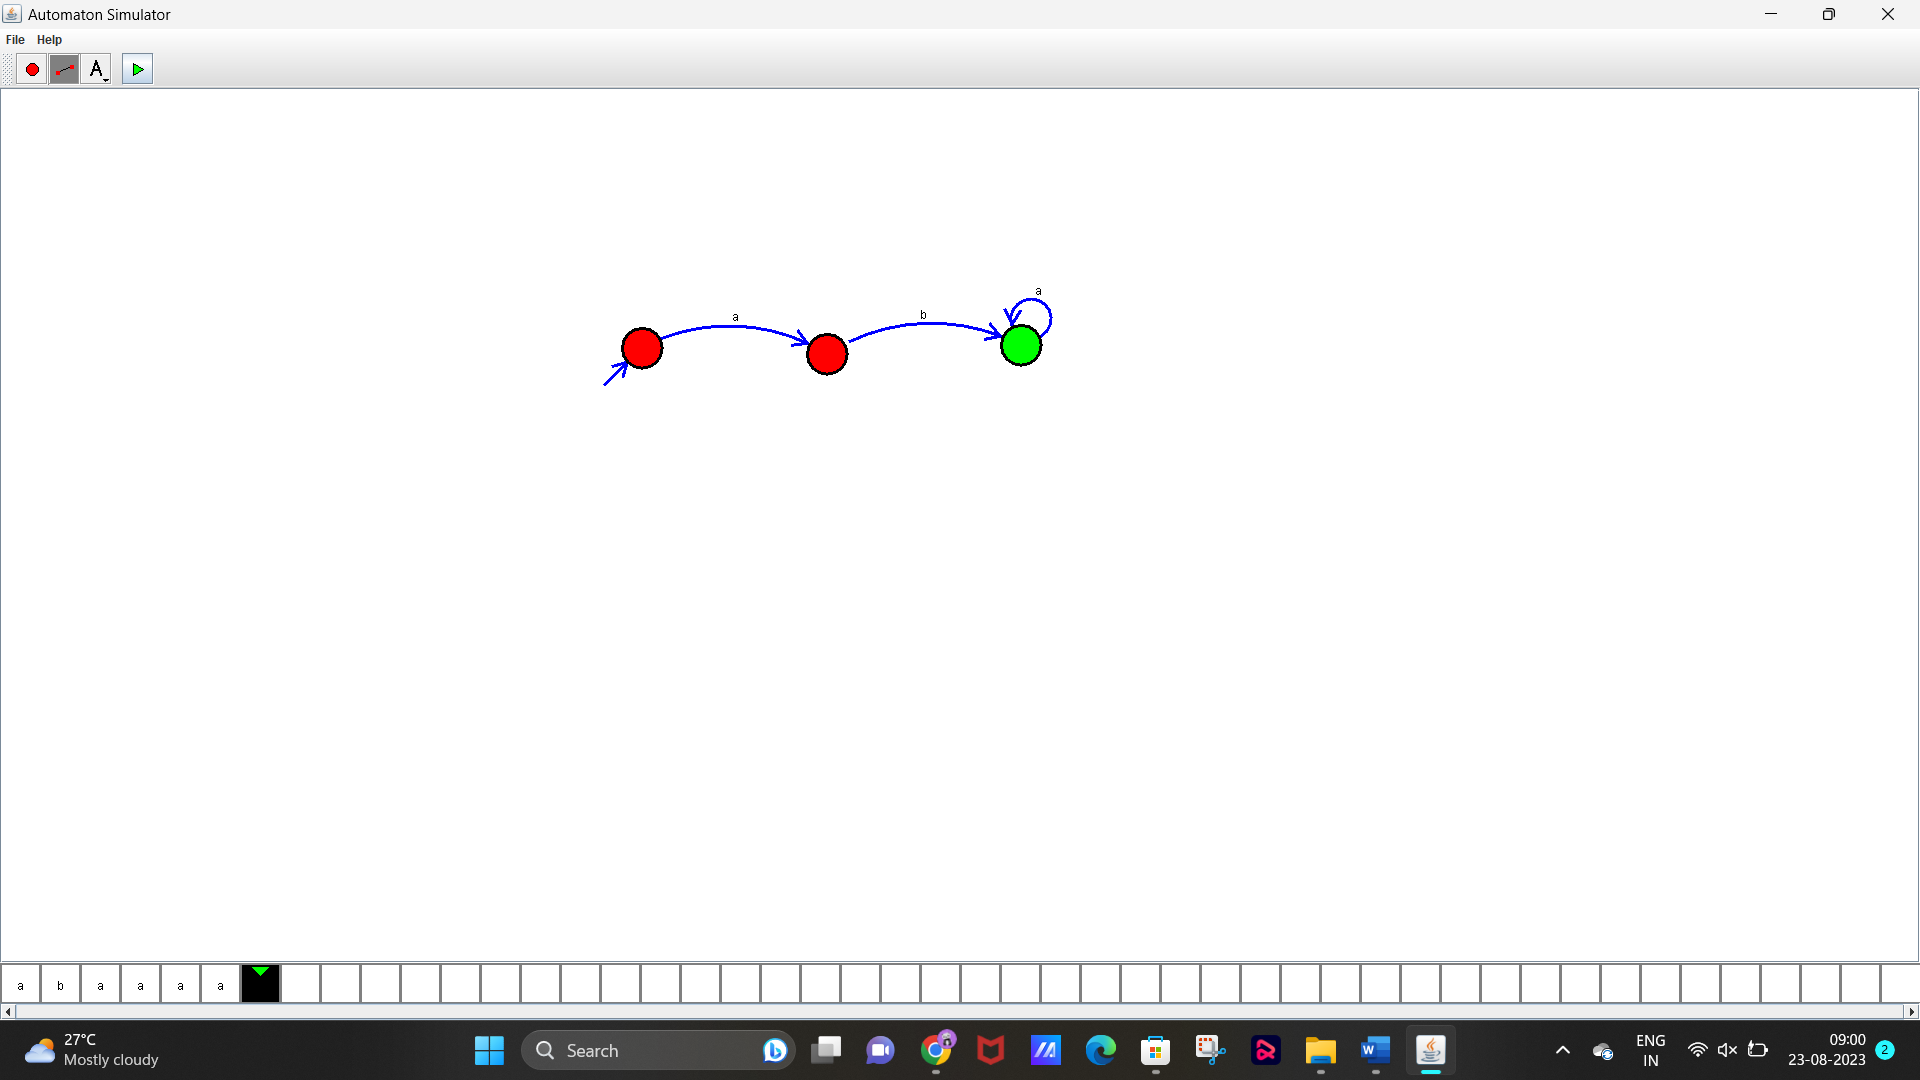 Automaton Simulator
File Help
A
a
b
a
a b a a a a
27°C
Mostly cloudy
Search
ENG
IN
09:00
23-08-2023
2